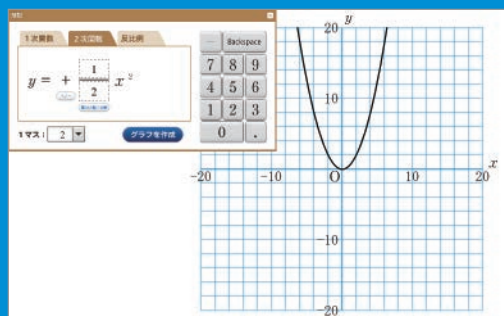 1次関数 2次関数 反比例
Backspace
y = + 1/2 x²
7 8 9
4 5 6
1 2 3
0 .
1マス: 2
グラフを作成
y
20
10
O
-20 -10 10 20 x
-10
-20